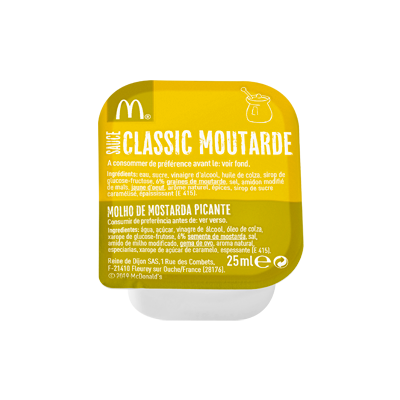 M®
SAUCE
CLASSIC MOUTARDE
A consommer de préférence avant le: voir fond.
Ingrédients: eau, sucre, vinaigre d'alcool, huile de colza, sirop de
glucose-fructose, 6% graines de moutarde, sel, amidon modifié
de maïs, jaune d'oeuf, arôme naturel, épices, sirop de sucre
caramélisé, épaississant (E 415).
MOLHO DE MOSTARDA PICANTE
Consumir de preferência antes de: ver verso.
Ingredientes: água, açúcar, vinagre de álcool, óleo de colza,
xarope de glucose-frutose, 6% semente de mostarda, sal,
amido de milho modificado, gema de ovo, aroma natural,
especiarias, xarope de açúcar de caramelo, espessante (E 415).
Reine de Dijon SAS, 1 Rue des Combets,
F-21410 Fleurey sur Ouche/France (28176).
© 2019 McDonald's
25ml e